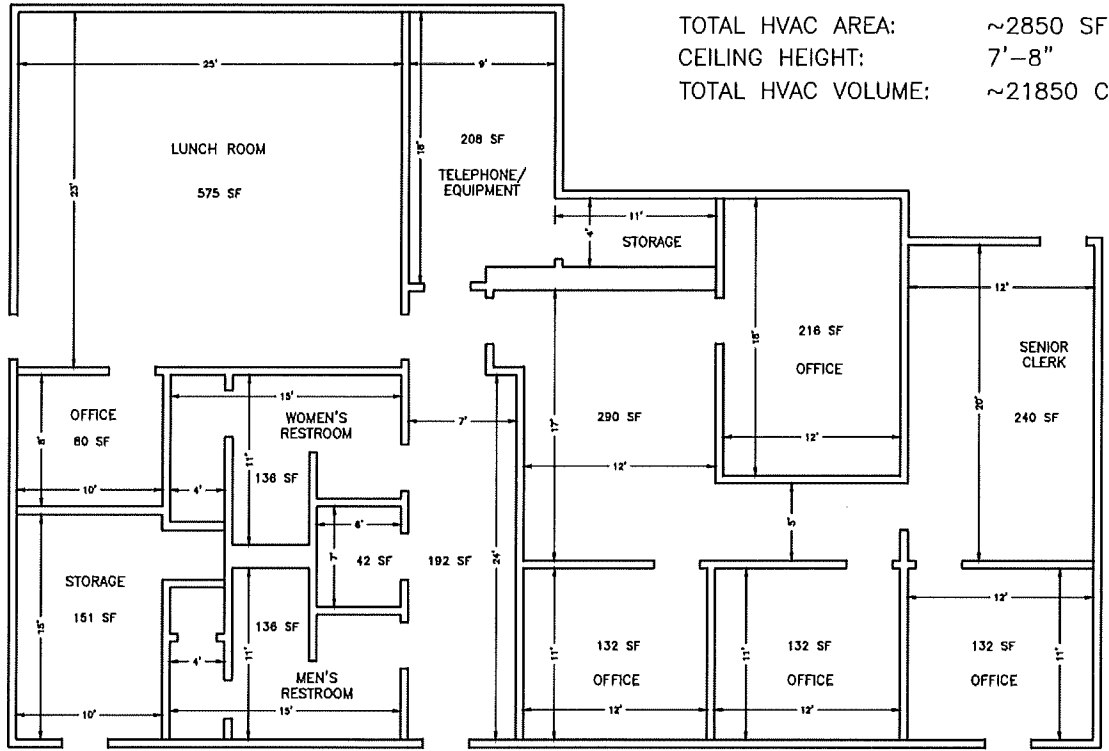 TOTAL HVAC AREA: ~2850 SF
CEILING HEIGHT: 7'-8"
TOTAL HVAC VOLUME: ~21850 C
25'
9'
23'
18'
LUNCH ROOM
575 SF
208 SF
TELEPHONE/
EQUIPMENT
11'
4'
STORAGE
12'
18'
216 SF
OFFICE
12'
20'
SENIOR
CLERK
240 SF
OFFICE
80 SF
8'
10'
15'
WOMEN'S
RESTROOM
4'
11'
136 SF
7'
17'
290 SF
12'
5'
6'
7'
42 SF
192 SF
24'
STORAGE
151 SF
15'
10'
4'
136 SF
11'
MEN'S
RESTROOM
15'
11'
132 SF
OFFICE
12'
11'
132 SF
OFFICE
12'
12'
132 SF
OFFICE
11'